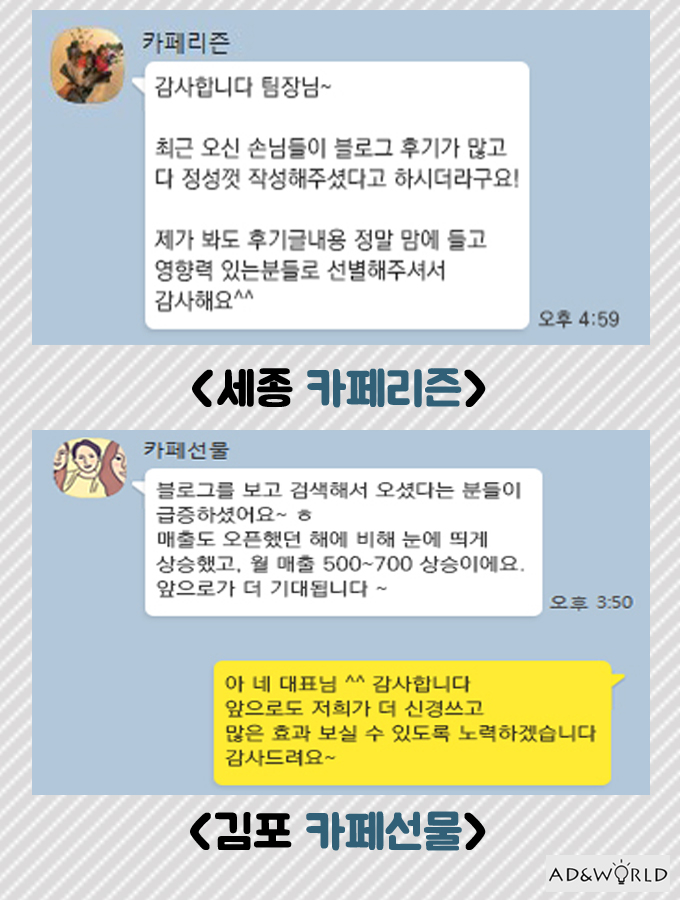 카페리즌
감사합니다 팀장님~
최근 오신 손님들이 블로그 후기가 많고
다 정성껏 작성해주셨다고 하시더라구요!
제가 봐도 후기글내용 정말 맘에 들고
영향력 있는분들로 선별해주셔서
감사해요^^
오후 4:59
<세종 카페리즌>
카페선물
블로그를 보고 검색해서 오셨다는 분들이
급증하셨어요~ ㅎ
매출도 오픈했던 해에 비해 눈에 띄게
상승했고, 월 매출 500~700 상승이에요.
앞으로가 더 기대됩니다 ~
오후 3:50
아 네 대표님 ^^ 감사합니다
앞으로도 저희가 더 신경쓰고
많은 효과 보실 수 있도록 노력하겠습니다
감사드려요~
<김포 카페선물>
AD&WORLD